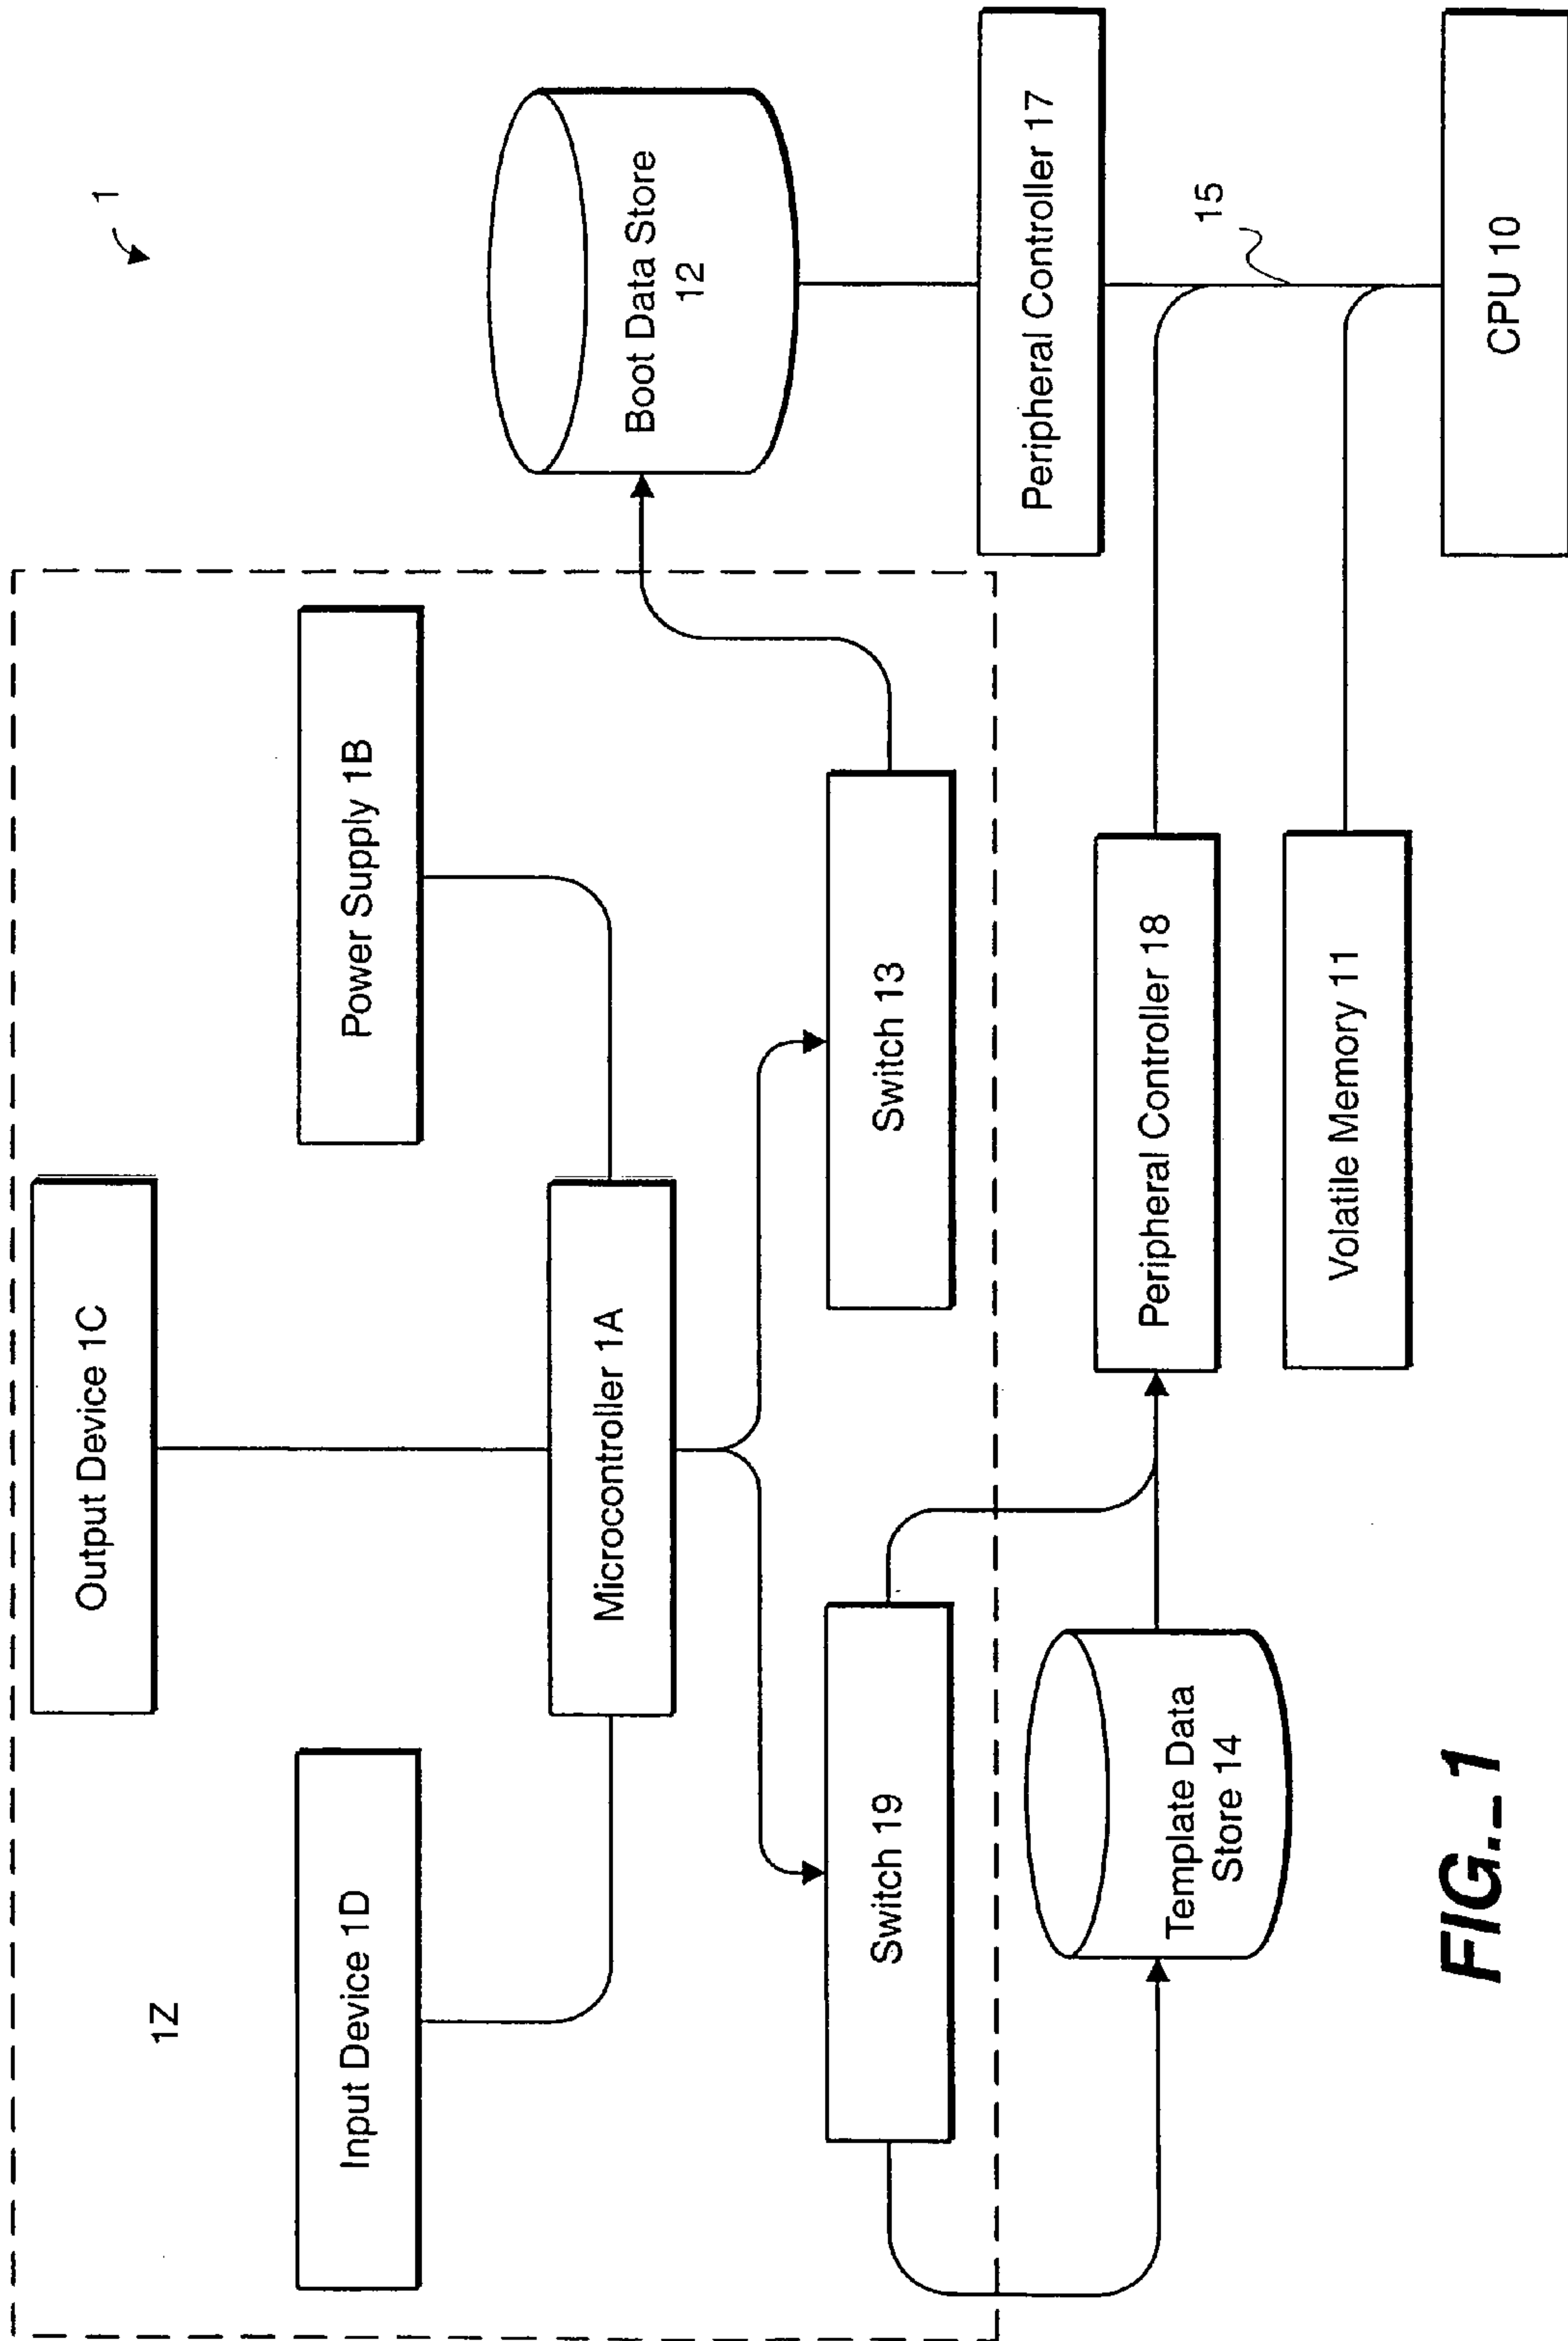 1
Output Device 1C
1Z
Input Device 1D
Power Supply 1B
Boot Data Store
12
Microcontroller 1A
Switch 19
Switch 13
Peripheral Controller 17
Template Data
Store 14
Peripheral Controller 18
15
Volatile Memory 11
CPU 10
FIG._1